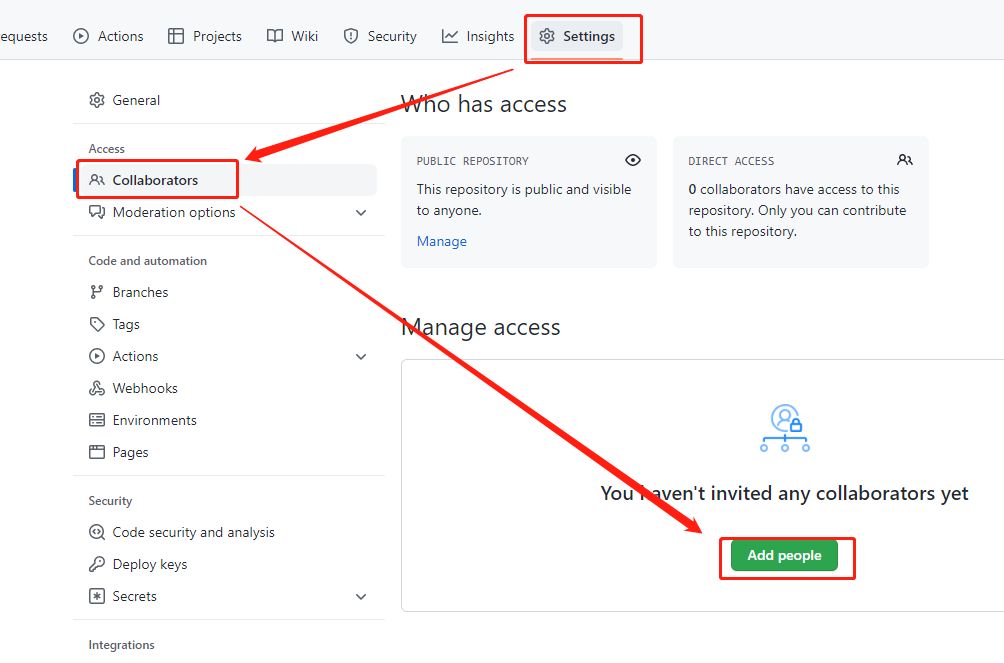 equests Actions Projects Wiki Security Insights Settings
General
Access
Collaborators
Moderation options
Code and automation
Branches
Tags
Actions
Webhooks
Environments
Pages
Security
Code security and analysis
Deploy keys
Secrets
Integrations
Who has access
PUBLIC REPOSITORY
This repository is public and visible
to anyone.
Manage
DIRECT ACCESS
0 collaborators have access to this
repository. Only you can contribute
to this repository.
Manage access
You haven't invited any collaborators yet
Add people